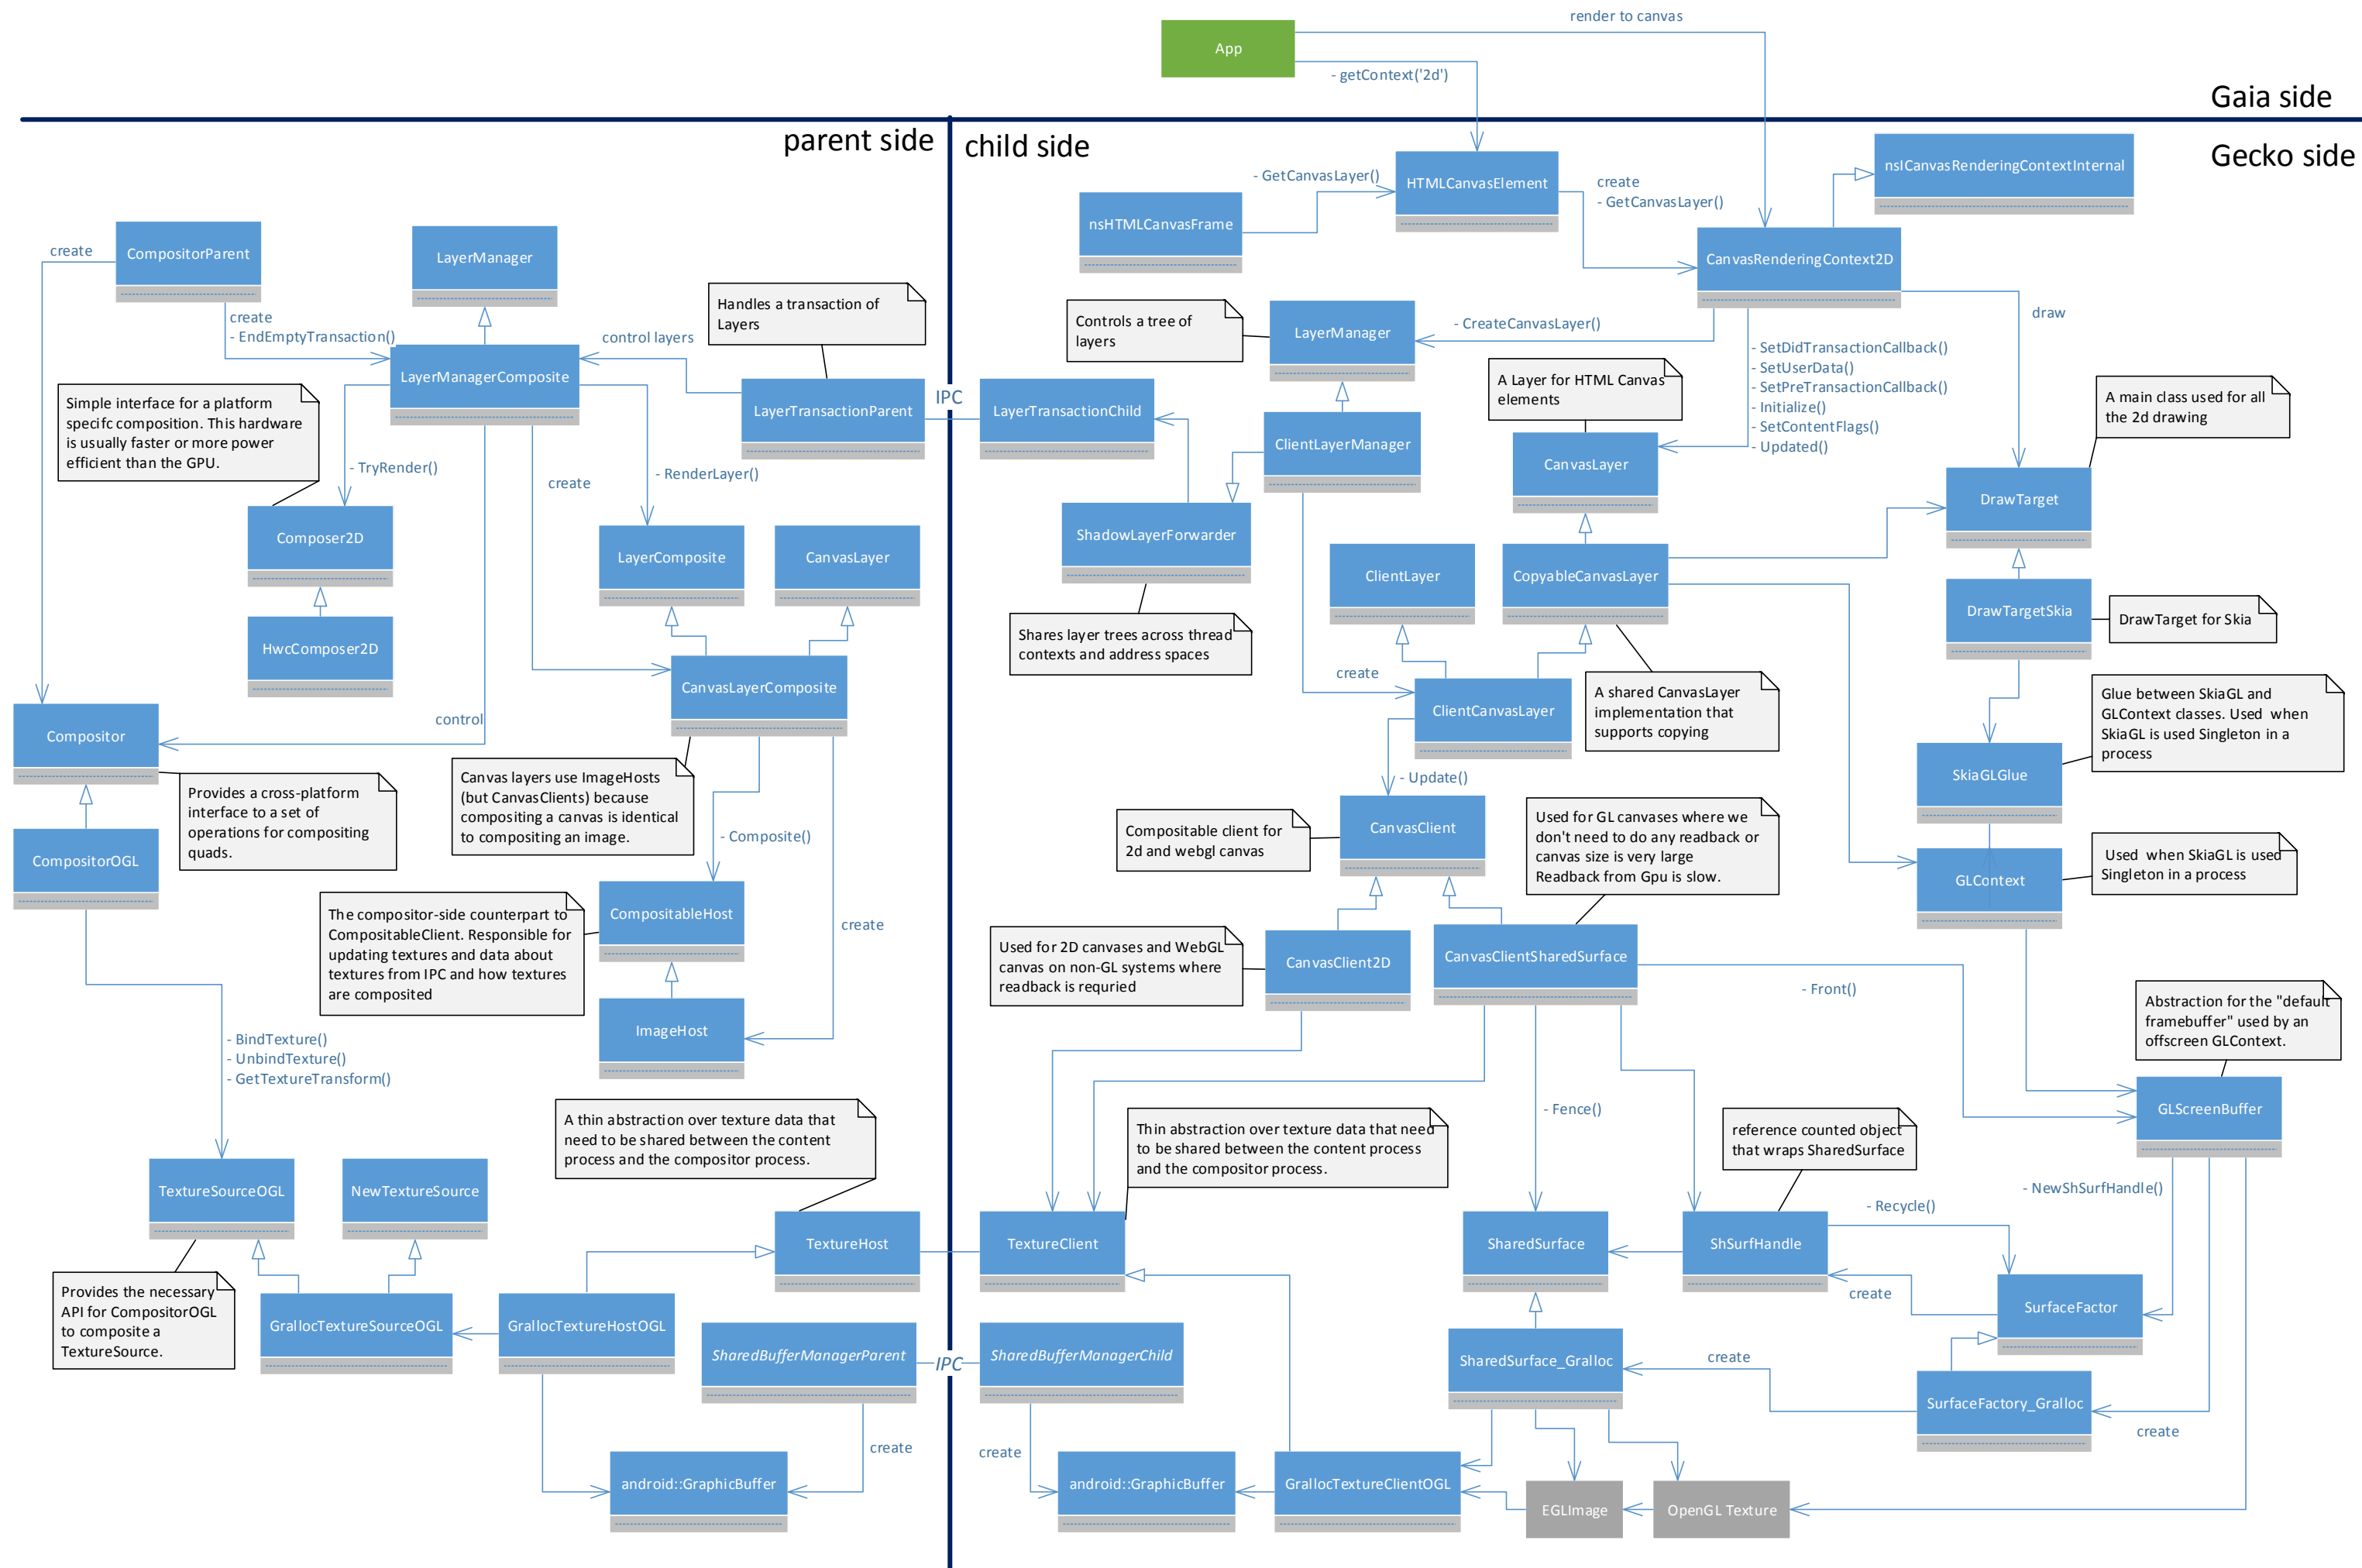 render to canvas
App
- getContext('2d')
Gaia side
parent side
child side
Gecko side
nsICanvasRenderingContextInternal
HTMLCanvasElement
- GetCanvasLayer()
create
- GetCanvasLayer()
nsHTMLCanvasFrame
CanvasRenderingContext2D
create
CompositorParent
LayerManager
create
- EndEmptyTransaction()
Handles a transaction of
Layers
control layers
LayerManagerComposite
LayerTransactionParent
IPC
LayerTransactionChild
Controls a tree of
layers
LayerManager
- CreateCanvasLayer()
draw
- SetDidTransactionCallback()
- SetUserData()
- SetPreTransactionCallback()
- Initialize()
- SetContentFlags()
- Updated()
A Layer for HTML Canvas
elements
A main class used for all
the 2d drawing
Simple interface for a platform
specifc composition. This hardware
is usually faster or more power
efficient than the GPU.
- TryRender()
create
- RenderLayer()
ClientLayerManager
CanvasLayer
DrawTarget
Composer2D
LayerComposite
CanvasLayer
ShadowLayerForwarder
ClientLayer
CopyableCanvasLayer
DrawTargetSkia
DrawTarget for Skia
HwcComposer2D
Shares layer trees across thread
contexts and address spaces
create
CanvasLayerComposite
ClientCanvasLayer
A shared CanvasLayer
implementation that
supports copying
Glue between SkiaGL and
GLContext classes. Used  when
SkiaGL is used Singleton in a
process
control
Compositor
SkiaGLGlue
Provides a cross-platform
interface to a set of
operations for compositing
quads.
Canvas layers use ImageHosts
(but CanvasClients) because
compositing a canvas is identical
to compositing an image.
- Composite()
- Update()
Compositable client for
2d and webgl canvas
CanvasClient
Used for GL canvases where we
don't need to do any readback or
canvas size is very large
Readback from Gpu is slow.
CompositorOGL
GLContext
Used  when SkiaGL is used
Singleton in a process
The compositor-side counterpart to
CompositableClient. Responsible for
updating textures and data about
textures from IPC and how textures
are composited
CompositableHost
create
Used for 2D canvases and WebGL
canvas on non-GL systems where
readback is requried
CanvasClient2D
CanvasClientSharedSurface
- Front()
Abstraction for the "default
framebuffer" used by an
offscreen GLContext.
ImageHost
- BindTexture()
- UnbindTexture()
- GetTextureTransform()
A thin abstraction over texture data that
need to be shared between the content
process and the compositor process.
Thin abstraction over texture data that need
to be shared between the content process
and the compositor process.
- Fence()
reference counted object
that wraps SharedSurface
GLScreenBuffer
TextureSourceOGL
NewTextureSource
- NewShSurfHandle()
- Recycle()
TextureHost
TextureClient
SharedSurface
ShSurfHandle
Provides the necessary
API for CompositorOGL
to composite a
TextureSource.
create
SurfaceFactor
GrallocTextureSourceOGL
GrallocTextureHostOGL
SharedBufferManagerParent
IPC
SharedBufferManagerChild
SharedSurface_Gralloc
create
SurfaceFactory_Gralloc
create
create
create
android::GraphicBuffer
android::GraphicBuffer
GrallocTextureClientOGL
EGLImage
OpenGL Texture